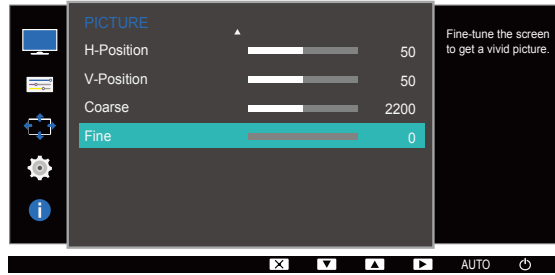 PICTURE
H-Position 50
V-Position 50
Coarse 2200
Fine 0
Fine-tune the screen
to get a vivid picture.
AUTO